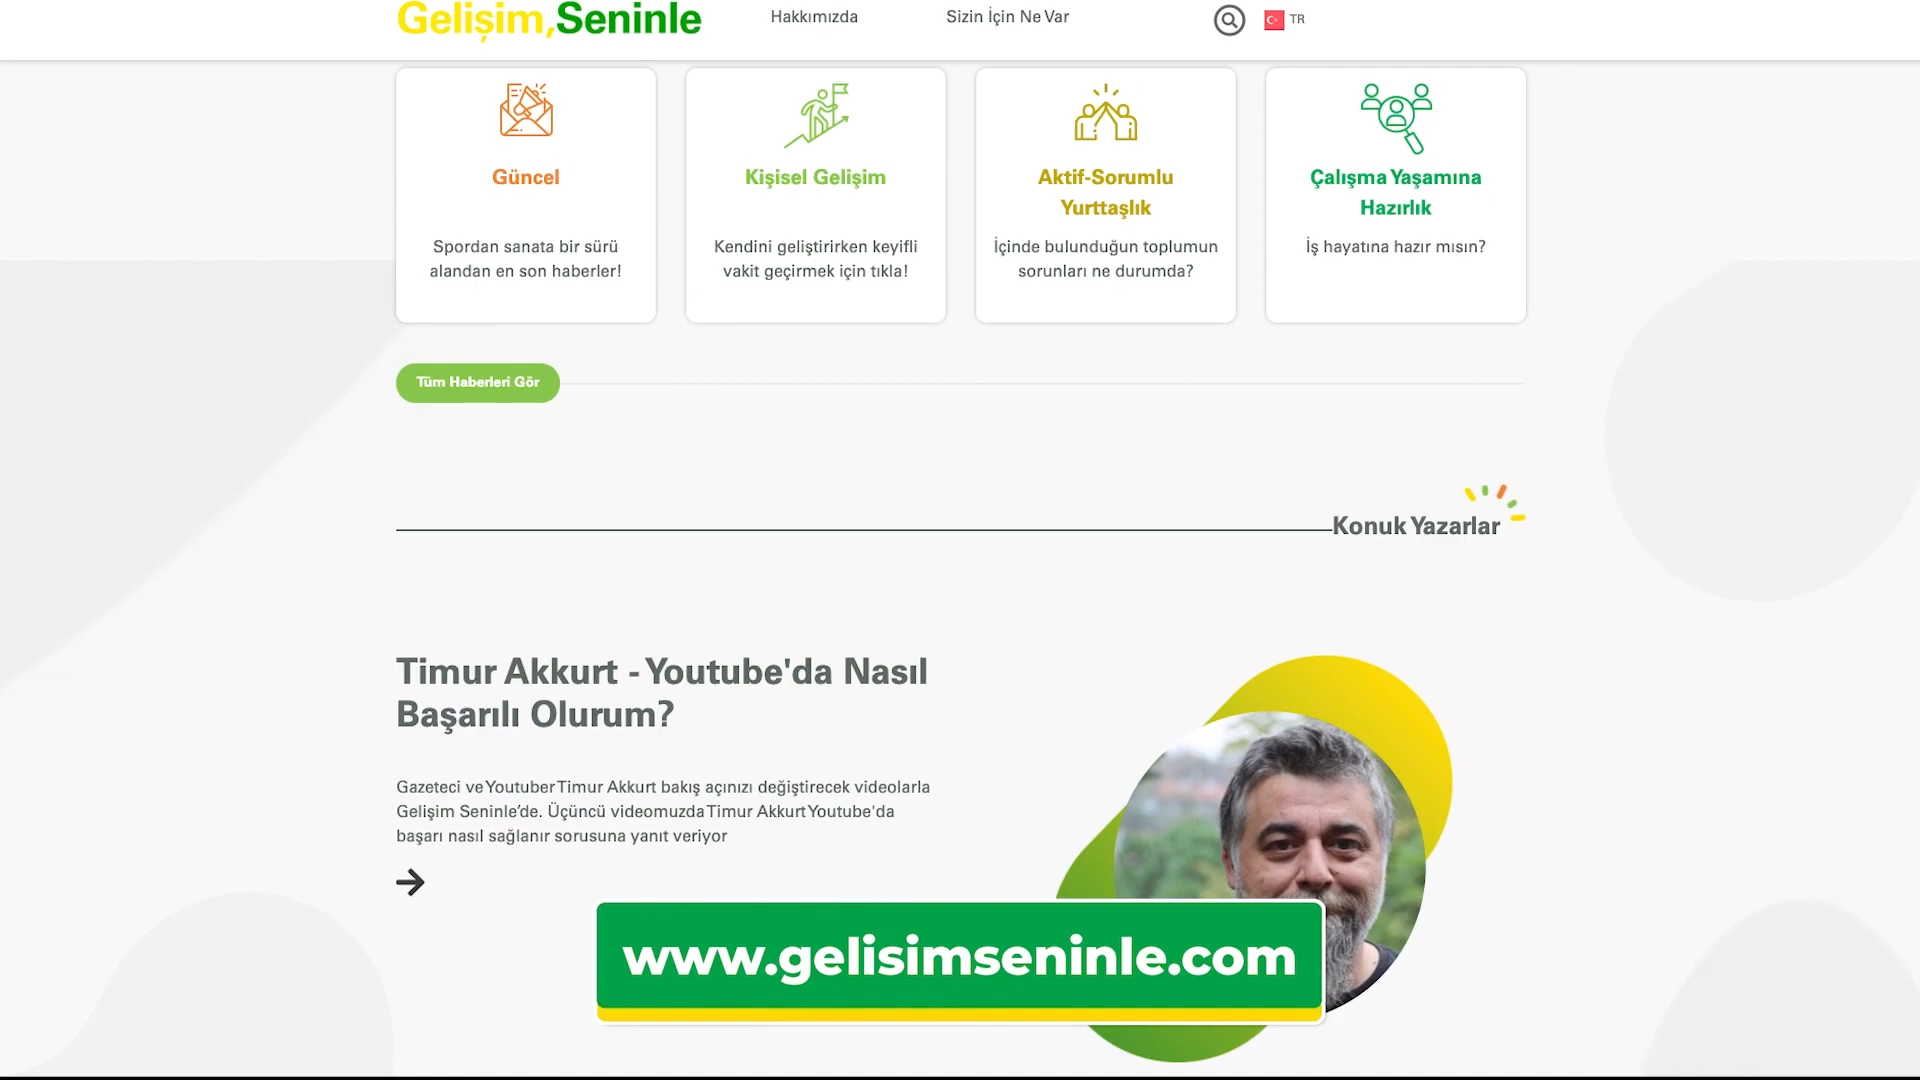 Gelişim,Seninle
Hakkımızda
Sizin İçin Ne Var
TR
Güncel
Spordan sanata bir sürü
alandan en son haberler!
Kişisel Gelişim
Kendini geliştirirken keyifli
vakit geçirmek için tıkla!
Aktif-Sorumlu
Yurttaşlık
İçinde bulunduğun toplumun
sorunları ne durumda?
Çalışma Yaşamına
Hazırlık
İş hayatına hazır mısın?
Tüm Haberleri Gör
Konuk Yazarlar
Timur Akkurt - Youtube'da Nasıl
Başarılı Olurum?
Gazeteci ve Youtuber Timur Akkurt bakış açınızı değiştirecek videolarla
Gelişim Seninle’de. Üçüncü videomuzda Timur Akkurt Youtube'da
başarı nasıl sağlanır sorusuna yanıt veriyor
www.gelisimseninle.com